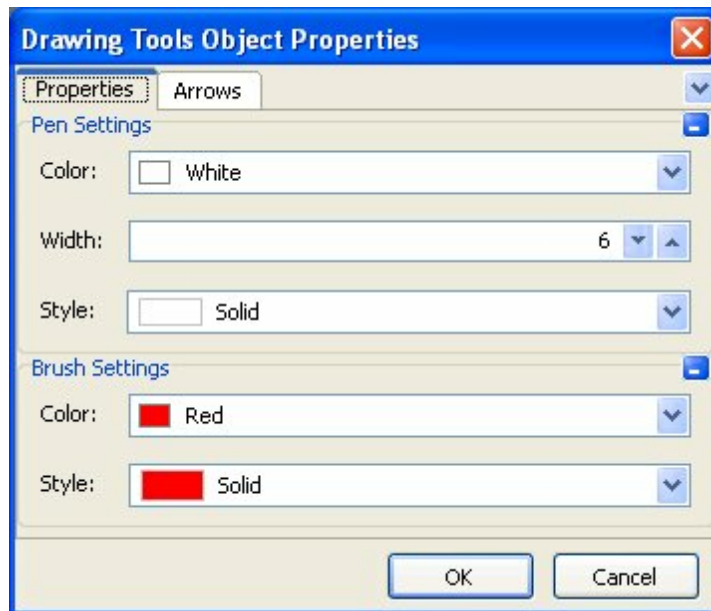 Drawing Tools Object Properties
Properties Arrows
Pen Settings
Color: White
Width: 6
Style: Solid
Brush Settings
Color: Red
Style: Solid
OK Cancel